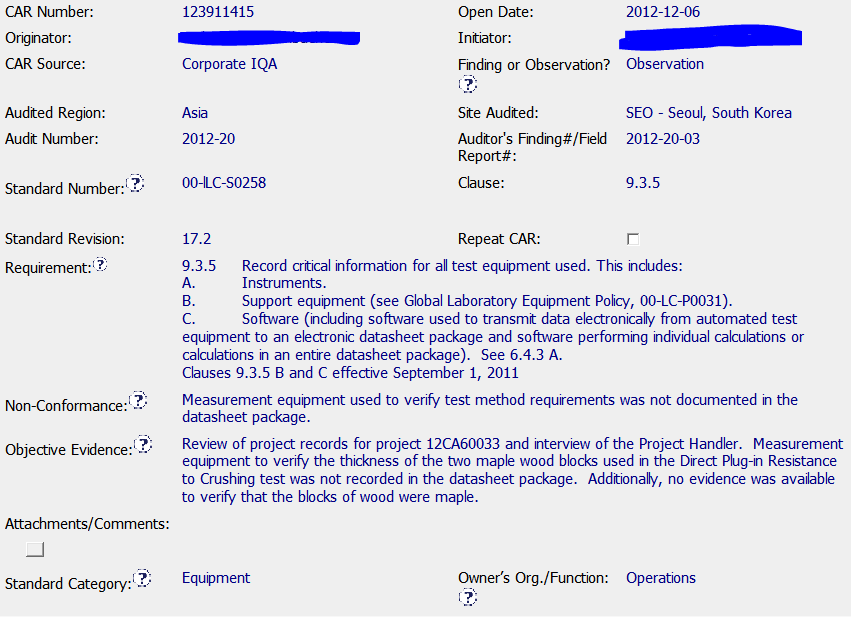 CAR Number: 123911415 Open Date: 2012-12-06
Originator: Initiator:
CAR Source: Corporate IQA Finding or Observation? Observation
?
Audited Region: Asia Site Audited: SEO - Seoul, South Korea
Audit Number: 2012-20 Auditor's Finding#/Field 2012-20-03
Report#:
Standard Number: ? 00-lLC-S0258 Clause: 9.3.5
Standard Revision: 17.2 Repeat CAR:
Requirement: ? 9.3.5 Record critical information for all test equipment used. This includes:
A. Instruments.
B. Support equipment (see Global Laboratory Equipment Policy, 00-LC-P0031).
C. Software (including software used to transmit data electronically from automated test
equipment to an electronic datasheet package and software performing individual calculations or
calculations in an entire datasheet package). See 6.4.3 A.
Clauses 9.3.5 B and C effective September 1, 2011
Non-Conformance: ? Measurement equipment used to verify test method requirements was not documented in the
datasheet package.
Objective Evidence: ? Review of project records for project 12CA60033 and interview of the Project Handler. Measurement
equipment to verify the thickness of the two maple wood blocks used in the Direct Plug-in Resistance
to Crushing test was not recorded in the datasheet package. Additionally, no evidence was available
to verify that the blocks of wood were maple.
Attachments/Comments:
Standard Category: ? Equipment Owner's Org./Function: Operations
?